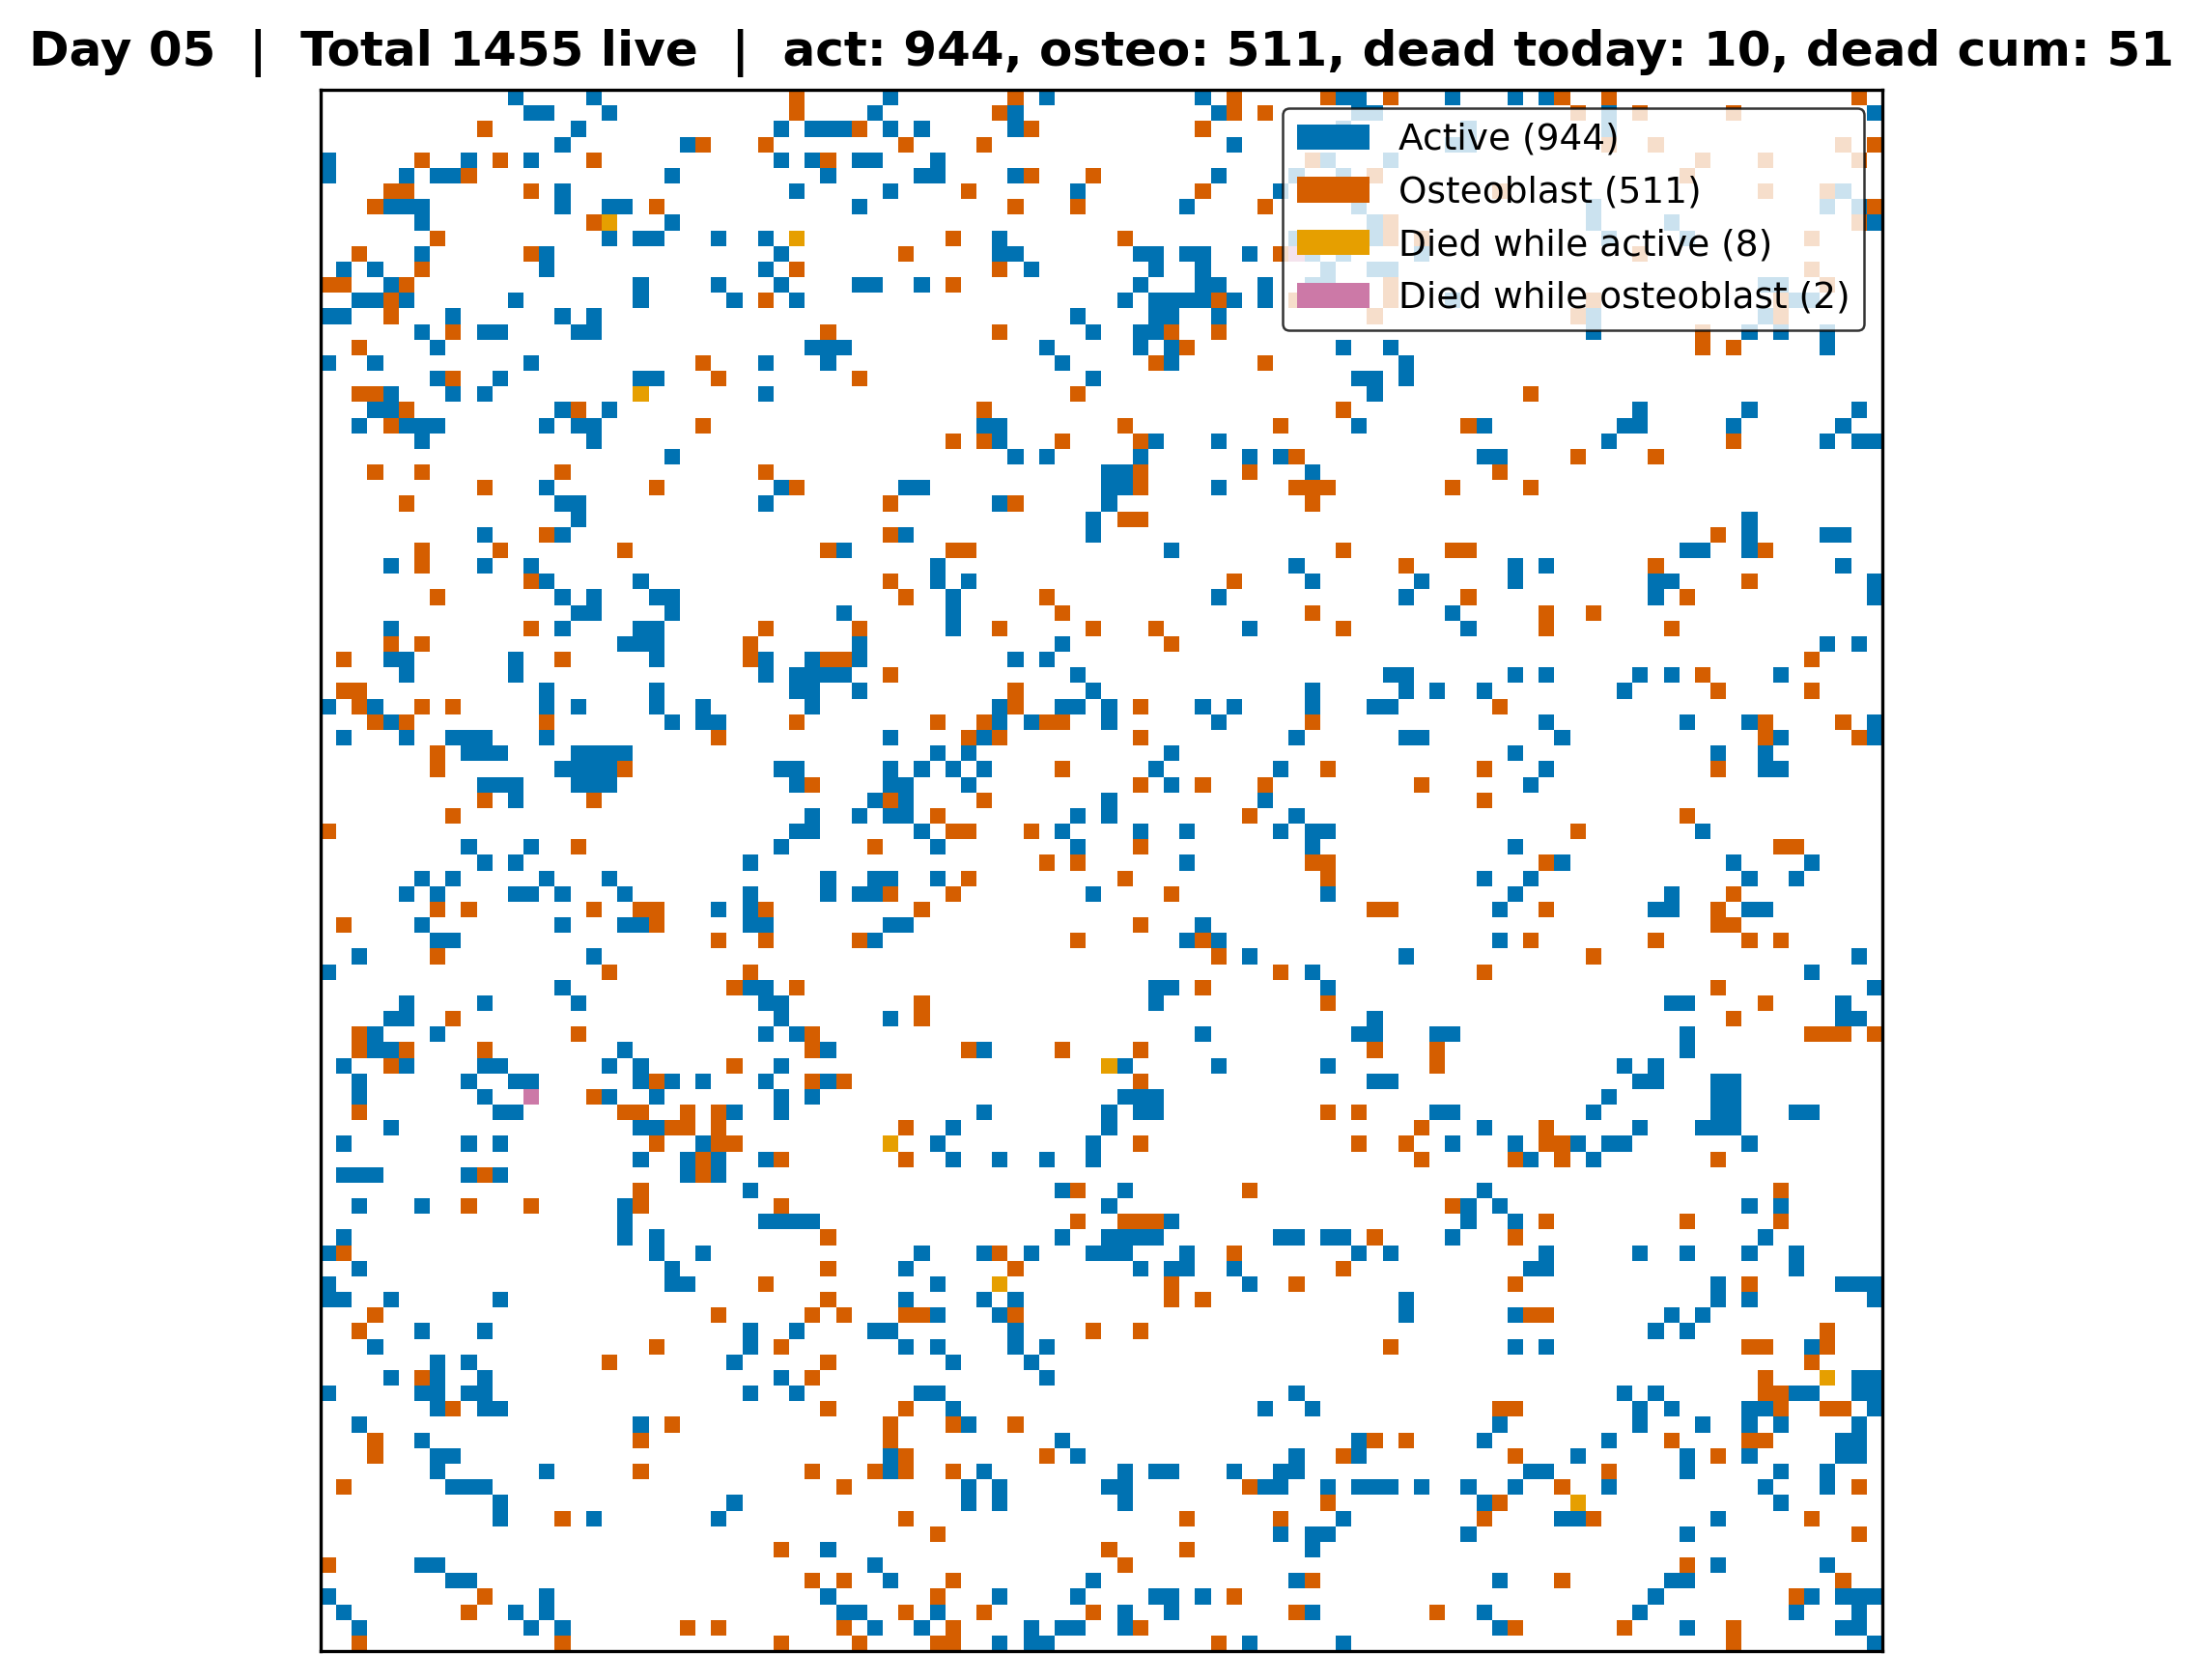 Day 05 | Total 1455 live | act: 944, osteo: 511, dead today: 10, dead cum: 51
Active (944)
Osteoblast (511)
Died while active (8)
Died while osteoblast (2)